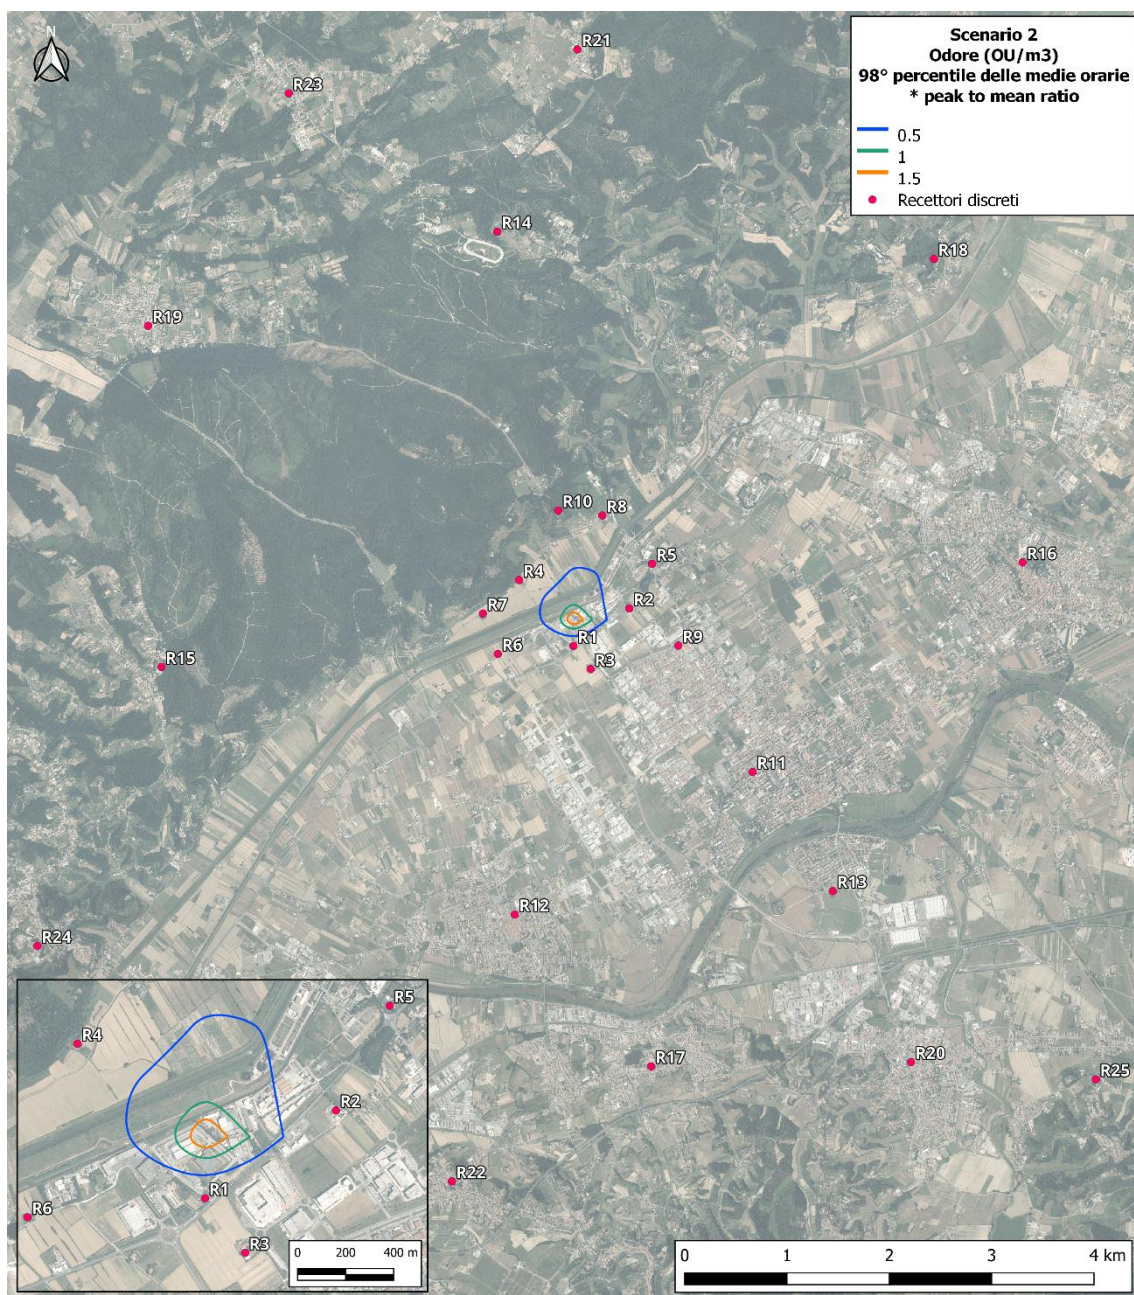 N
Scenario 2
Odore (OU/m3)
98° percentile delle medie orarie
* peak to mean ratio
0.5
1
1.5
Recettori discreti
R21
R23
R14
R18
R19
R10
R8
R5
R16
R4
R7
R2
R1
R9
R6
R3
R15
R11
R13
R12
R24
R17
R20
R25
R22
R5
R4
R2
R1
R6
R3
0 200 400 m
0 1 2 3 4 km